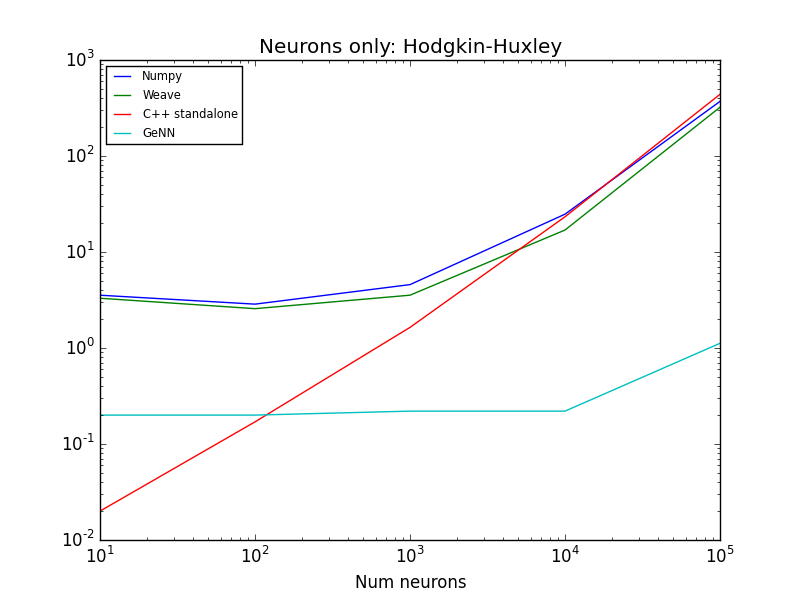 Neurons only: Hodgkin-Huxley
10^3
Numpy
Weave
C++ standalone
GeNN
10^2
10^1
10^0
10^-1
10^-2
10^1 10^2 10^3 10^4 10^5
Num neurons